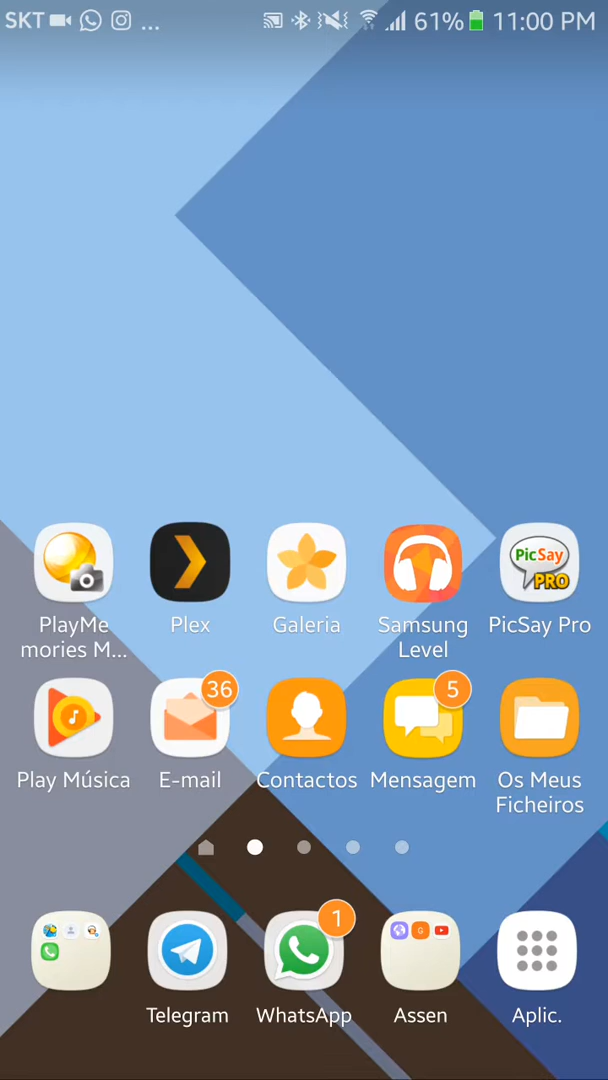 SKT ... 61% 11:00 PM
PicSay
PRO
PlayMe
mories M...
Plex
Galeria
Samsung
Level
PicSay Pro
36
5
Play Música
E-mail
Contactos
Mensagem
Os Meus
Ficheiros
1
G
Telegram
WhatsApp
Assen
Aplic.